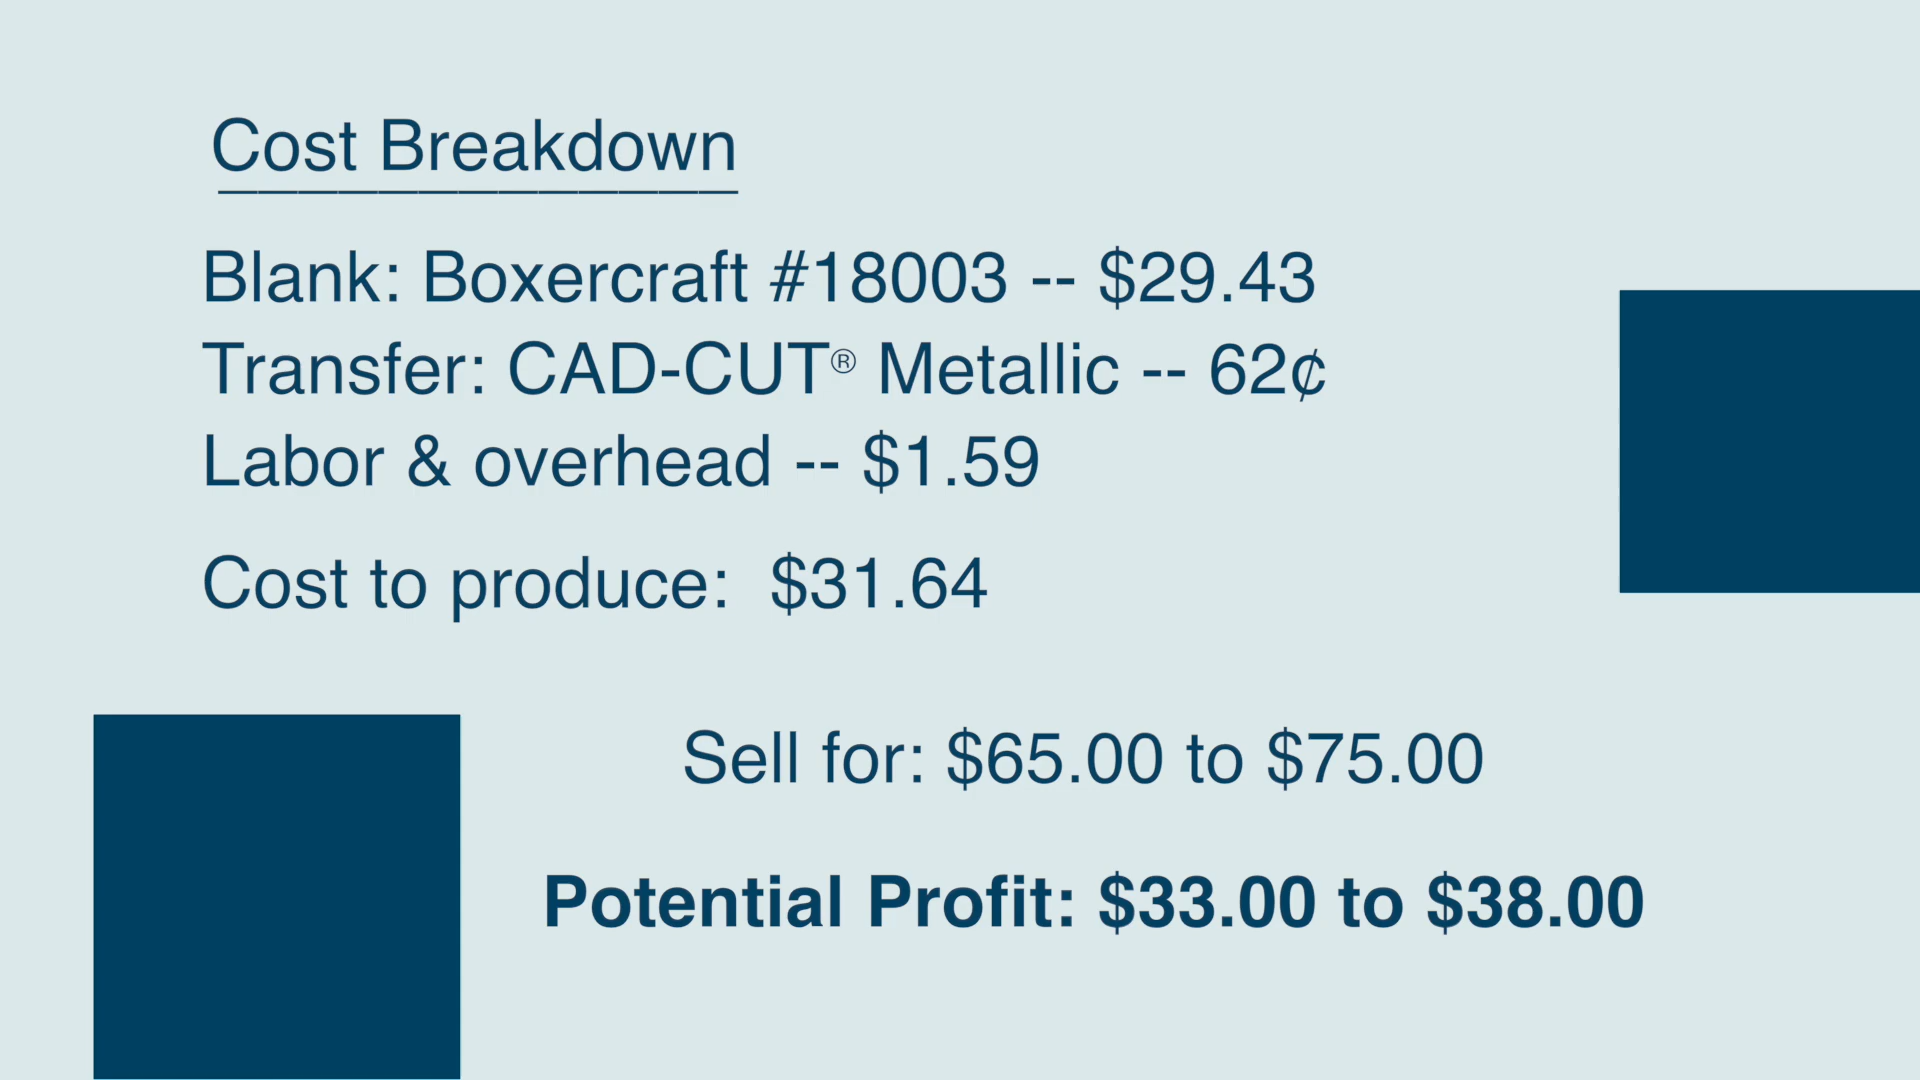 Cost Breakdown
Blank: Boxercraft #18003 -- $29.43
Transfer: CAD-CUT® Metallic -- 62¢
Labor & overhead -- $1.59
Cost to produce: $31.64
Sell for: $65.00 to $75.00
Potential Profit: $33.00 to $38.00